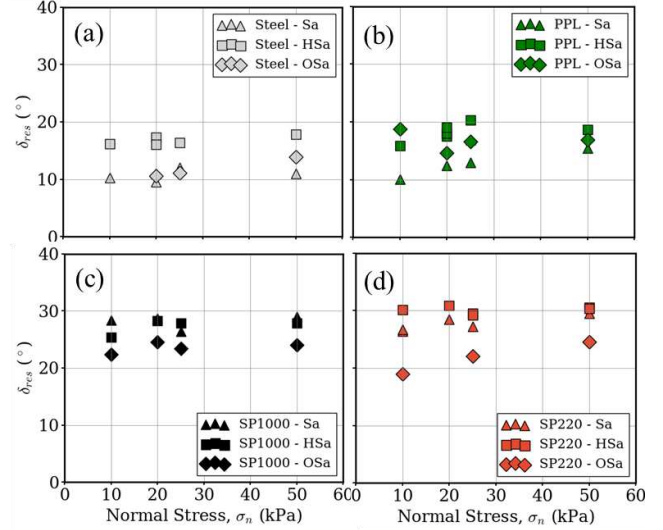 (a)
Steel - Sa
Steel - HSa
Steel - OSa
40
30
20
10
0
δres (°)
(b)
PPL - Sa
PPL - HSa
PPL - OSa
(c)
SP1000 - Sa
SP1000 - HSa
SP1000 - OSa
40
30
20
10
0
δres (°)
0 10 20 30 40 50 60
Normal Stress, σn (kPa)
(d)
SP220 - Sa
SP220 - HSa
SP220 - OSa
0 10 20 30 40 50 60
Normal Stress, σn (kPa)